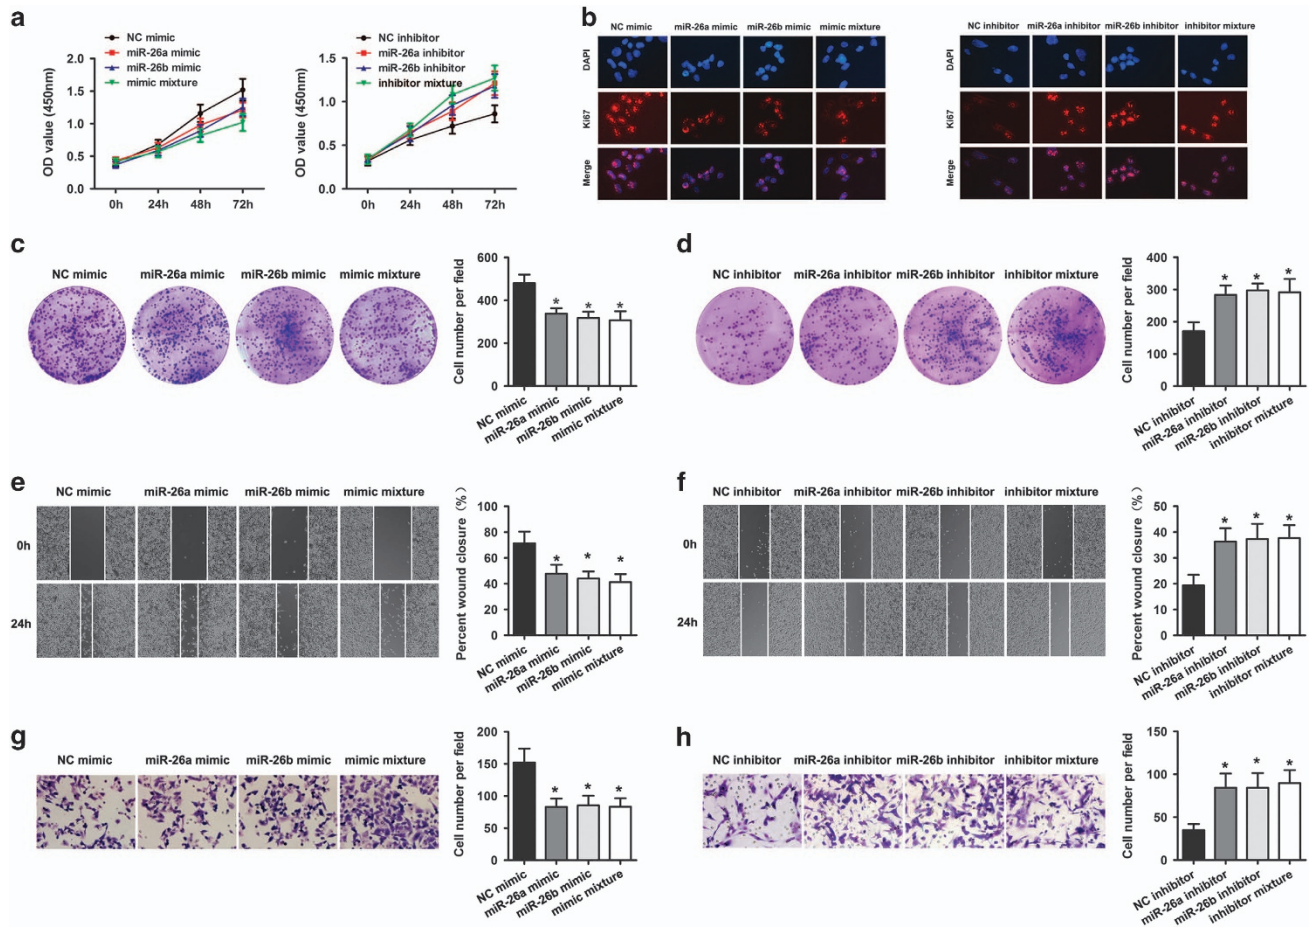 a
NC mimic
miR-26a mimic
miR-26b mimic
mimic mixture
OD value (450nm)
2.0
1.5
1.0
0.5
0.0
0h 24h 48h 72h
NC inhibitor
miR-26a inhibitor
miR-26b inhibitor
inhibitor mixture
OD value (450nm)
1.5
1.0
0.5
0.0
0h 24h 48h 72h
b
NC mimic miR-26a mimic miR-26b mimic mimic mixture
DAPI
Ki67
Merge
NC inhibitor miR-26a inhibitor miR-26b inhibitor inhibitor mixture
DAPI
Ki67
Merge
c
NC mimic miR-26a mimic miR-26b mimic mimic mixture
Cell number per field
600
400
200
0
* * *
NC mimic
miR-26a mimic
miR-26b mimic
mimic mixture
d
NC inhibitor miR-26a inhibitor miR-26b inhibitor inhibitor mixture
Cell number per field
400
300
200
100
0
* * *
NC inhibitor
miR-26a inhibitor
miR-26b inhibitor
inhibitor mixture
e
NC mimic miR-26a mimic miR-26b mimic mimic mixture
0h
24h
Percent wound closure (%)
100
80
60
40
20
0
* * *
NC mimic
miR-26a mimic
miR-26b mimic
mimic mixture
f
NC inhibitor miR-26a inhibitor miR-26b inhibitor inhibitor mixture
0h
24h
Percent wound closure (%)
50
40
30
20
10
0
* * *
NC inhibitor
miR-26a inhibitor
miR-26b inhibitor
inhibitor mixture
g
NC mimic miR-26a mimic miR-26b mimic mimic mixture
Cell number per field
200
150
100
50
0
* * *
NC mimic
miR-26a mimic
miR-26b mimic
mimic mixture
h
NC inhibitor miR-26a inhibitor miR-26b inhibitor inhibitor mixture
Cell number per field
150
100
50
0
* * *
NC inhibitor
miR-26a inhibitor
miR-26b inhibitor
inhibitor mixture